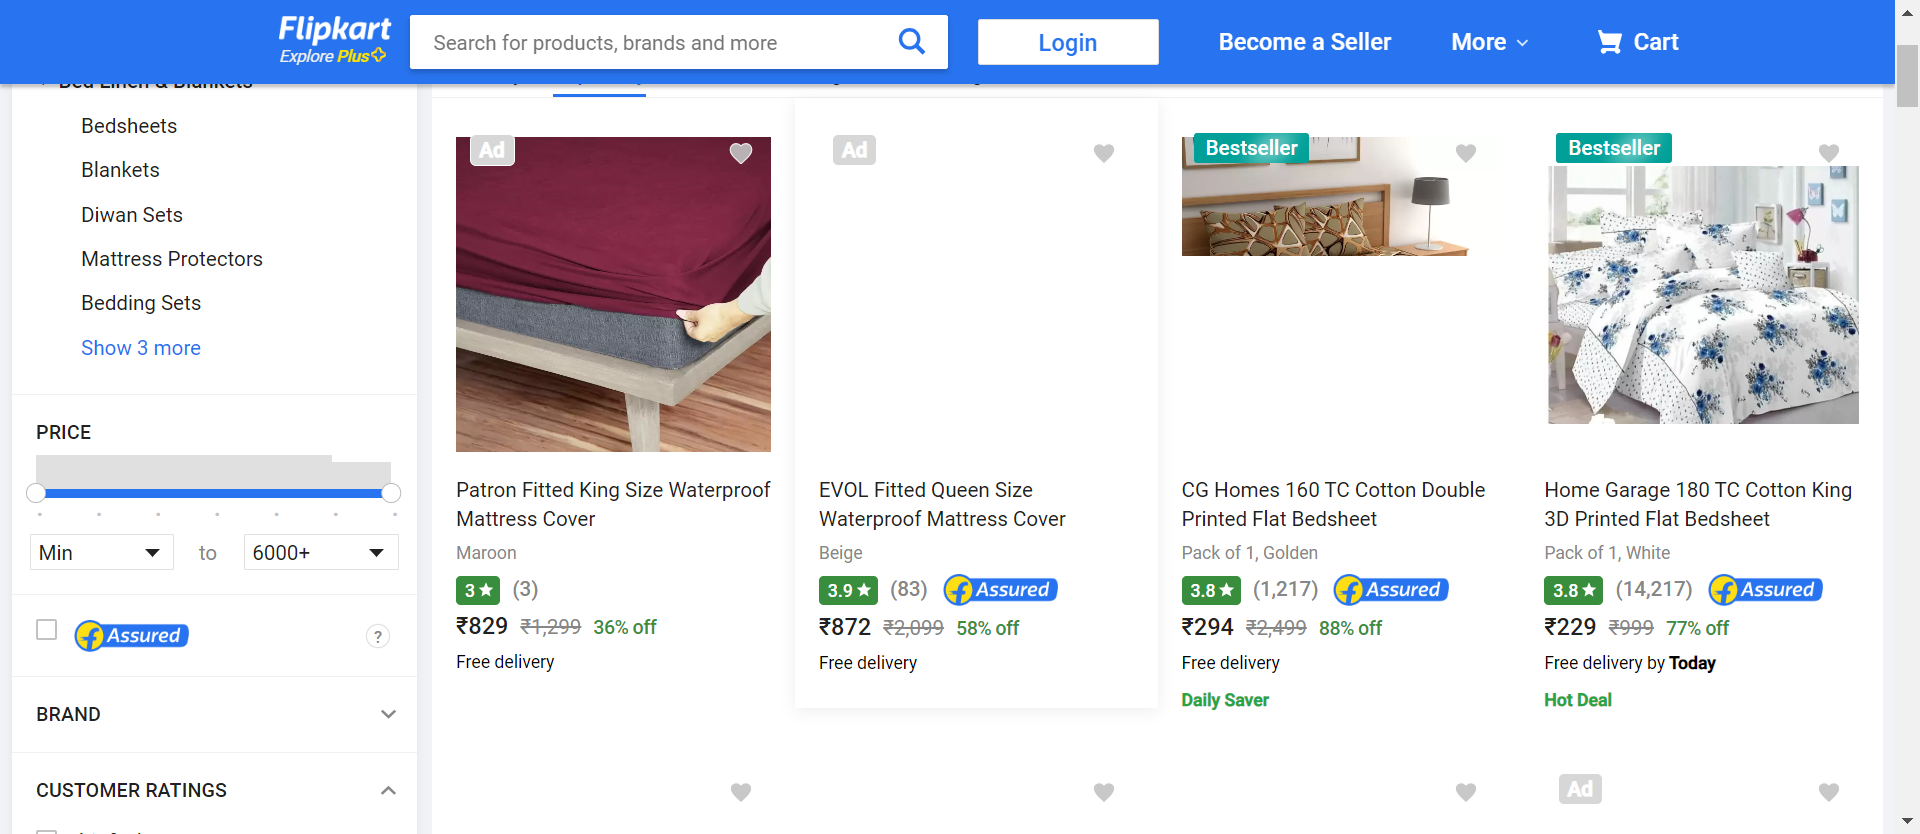 Flipkart
Explore Plus
Search for products, brands and more
Login
Become a Seller
More
Cart
Bed Linen & Blankets
Bedsheets
Blankets
Diwan Sets
Mattress Protectors
Bedding Sets
Show 3 more
PRICE
Min
to
6000+
Assured
?
BRAND
CUSTOMER RATINGS
Ad
Patron Fitted King Size Waterproof
Mattress Cover
Maroon
3★ (3)
₹829 ₹1,299 36% off
Free delivery
Ad
EVOL Fitted Queen Size
Waterproof Mattress Cover
Beige
3.9★ (83) Assured
₹872 ₹2,099 58% off
Free delivery
Bestseller
CG Homes 160 TC Cotton Double
Printed Flat Bedsheet
Pack of 1, Golden
3.8★ (1,217) Assured
₹294 ₹2,499 88% off
Free delivery
Daily Saver
Bestseller
Home Garage 180 TC Cotton King
3D Printed Flat Bedsheet
Pack of 1, White
3.8★ (14,217) Assured
₹229 ₹999 77% off
Free delivery by Today
Hot Deal
Ad